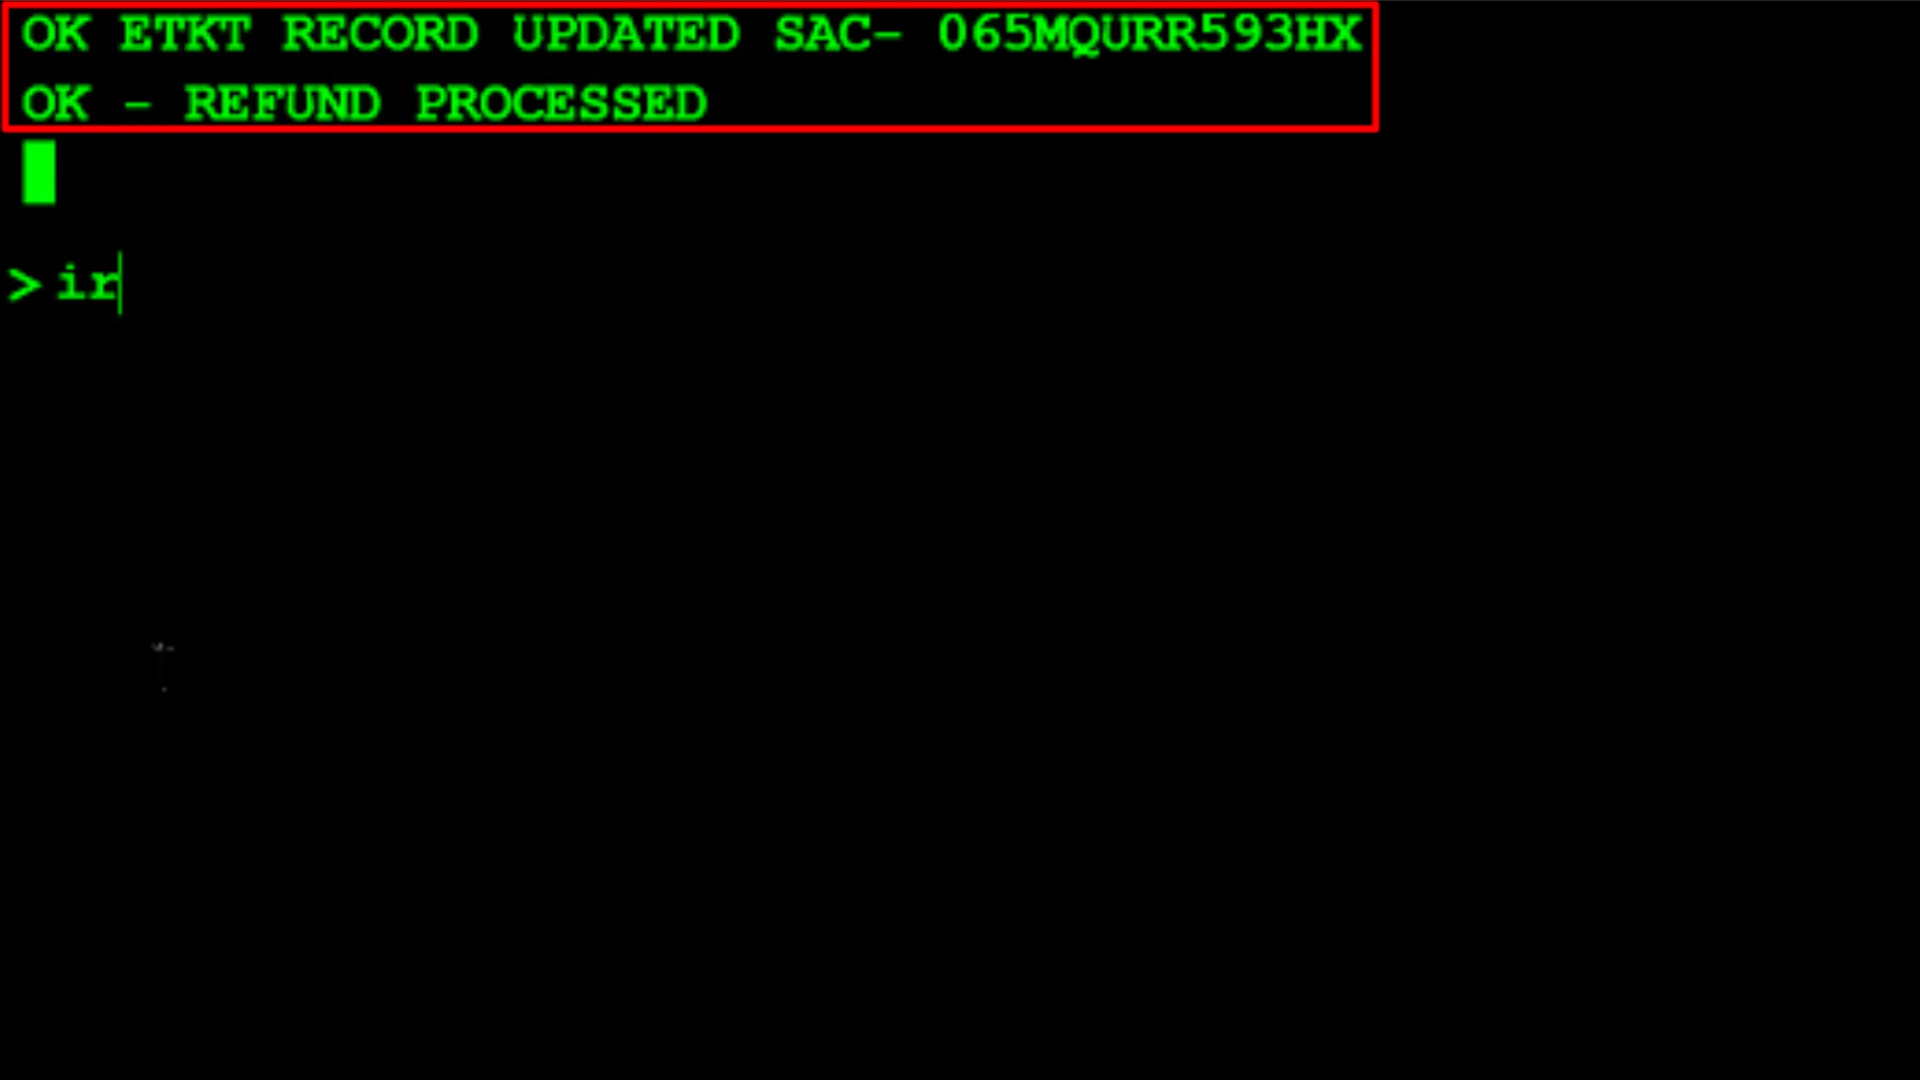 OK ETKT RECORD UPDATED SAC- 065MQURR593HX
OK - REFUND PROCESSED
> ir